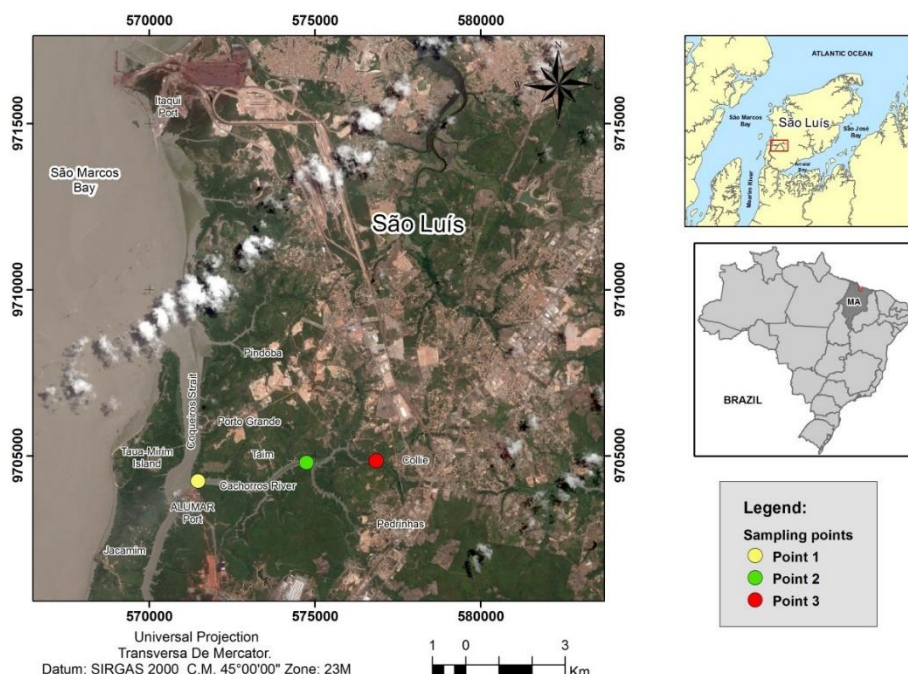 570000
575000
580000
9715000
9710000
9705000
Itaqui
Port
São Marcos
Bay
São Luís
N
Pindoba
Coqueiros Strait
Porto Grande
Taim
Taua-Mirim
Island
Cachorros River
Collie
ALUMAR
Port
Pedrinhas
Jacamim
9715000
9710000
9705000
570000
575000
580000
Universal Projection
Transversa De Mercator.
Datum: SIRGAS 2000 C.M. 45°00'00" Zone: 23M
1
0
3
Km
ATLANTIC OCEAN
São Marcos
Bay
São Luís
São José
Bay
Bay
River
MA
BRAZIL
Legend:
Sampling points
Point 1
Point 2
Point 3